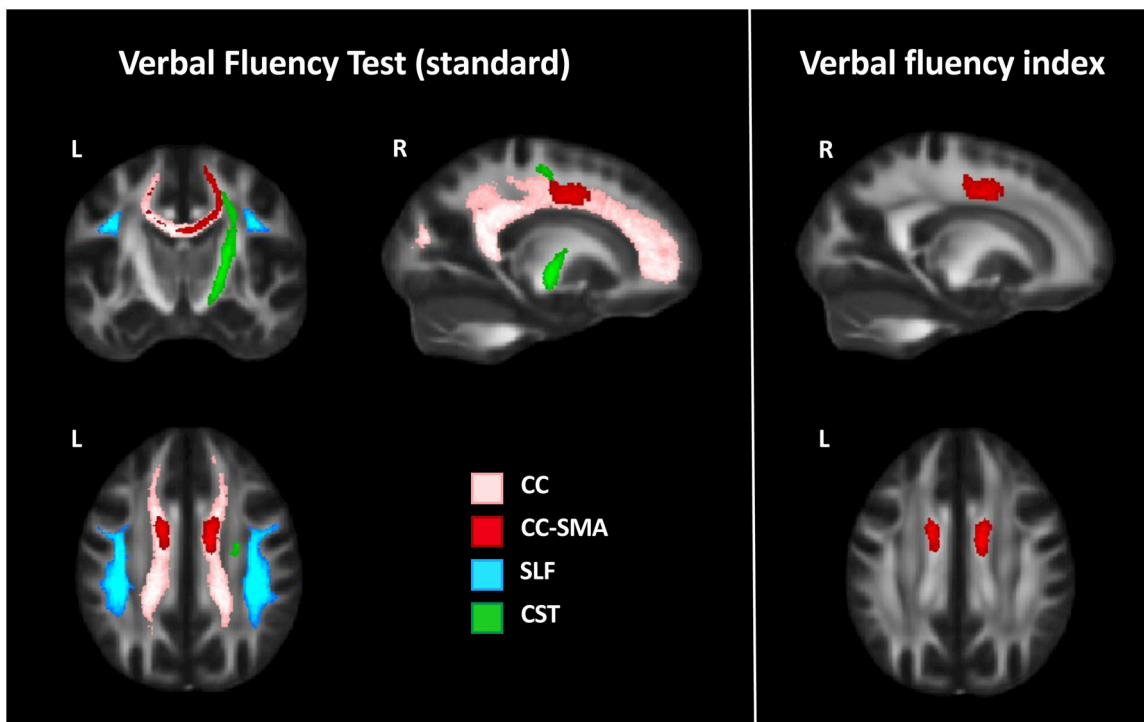 Verbal Fluency Test (standard)
Verbal fluency index
L
R
R
L
L
CC
CC-SMA
SLF
CST